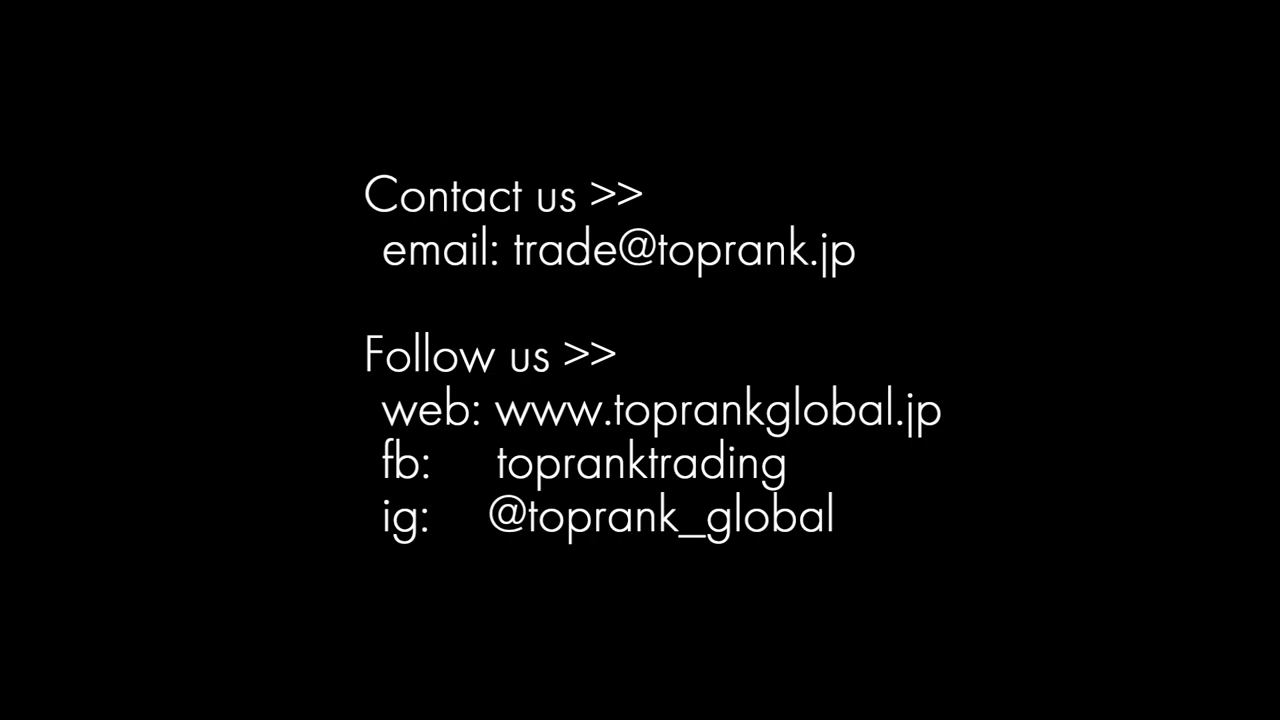 Contact us >>
email: trade@toprank.jp
Follow us >>
web: www.toprankglobal.jp
fb: topranktrading
ig: @toprank_global